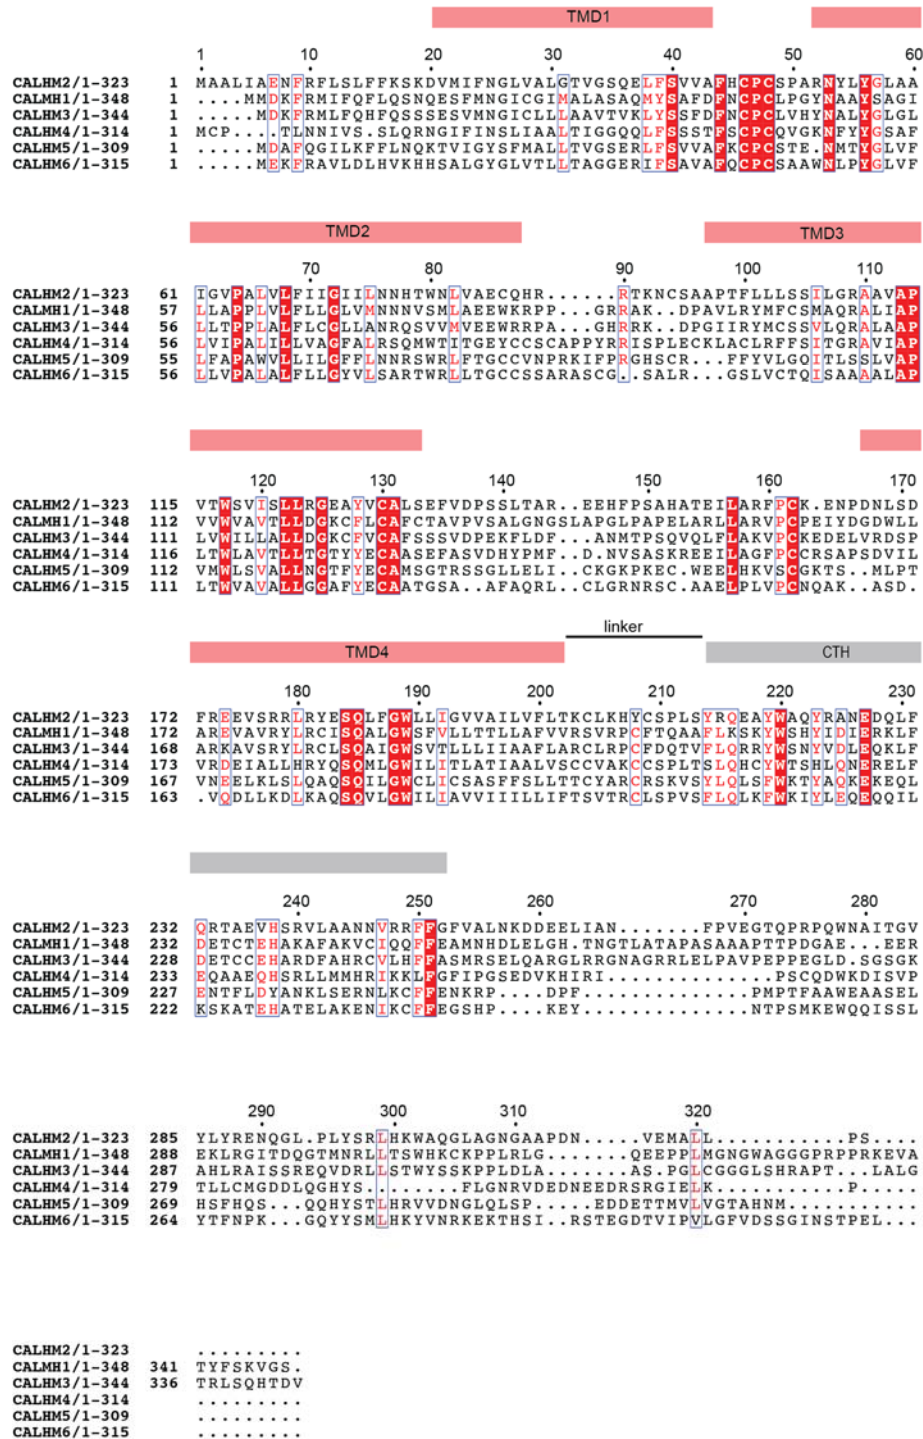 TMD1
1 10 20 30 40 50 60
CALHM2/1-323 1 MAALIAENFRFLSLFFKSKDVMIFNGLVALGTVGSQELFSVVAFHCPCSPARNYLYGLAA
CALMH1/1-348 1 ....MMDKFRMIFQFLQSNQESFMNGICGIMALASAQMYSAFDFNCPCLPGYNAAYSAGI
CALHM3/1-344 1 .....MDKFRMLFQHFQSSSESVMNGICLLLAAVTVKLYSSFDFNCPCLVHYNALYGLGL
CALHM4/1-314 1 MCP....TLNNIVS.SLQRNGIFINSLIAALTIGGQQLFSSSTFSCPCQVGKNFYYGSAF
CALHM5/1-309 1 .....MDAFQGILKFFLNQKTVIGYSFMALLTVGSERLFSVVAFKCPCSTE.NMTYGLVF
CALHM6/1-315 1 .....MEKFRAVLDLHVKHHSALGYGLVTLLTAGGERIFSAVAFQCPCSAAWNLPYGLVF
TMD2 TMD3
70 80 90 100 110
CALHM2/1-323 61 IGVPALVLFIIGIILNNHTWNLVAECQHR......RTKNCSAAPTFLLLSSILGRAAVAP
CALMH1/1-348 57 LLAPPLVLFLLGLVMNNNVSMLAEEWKRPP...GRRAK.DPAVLRYMFCSMAQRALIAP
CALHM3/1-344 56 LLTPPLALFLCGLLANRQSVVMVEEWRRPA...GHRRK.DPGIIRYMCSSVLQRALAAP
CALHM4/1-314 56 LVIPALILLVAGFALRSQMWTITGEYCCSCAPPYRRISPLECKLACLRFFSITGRAVIAP
CALHM5/1-309 55 LFAPAWVLLILGFFLNNRSWRLFTGCCVNPRKIFPRGHSCR...FFYVLGQITLSSLVAP
CALHM6/1-315 56 LLVPALALFLLGYVLSARTWRLLTGCCSSARASCG..SALR...GSLVCTQISAAAALAP
120 130 140 150 160 170
CALHM2/1-323 115 VTWSVISLLRGEAYVCALSEFVDPSSLTAR..EEHFPSAHATEILARFPCK.ENPDNLSD
CALMH1/1-348 112 VVWVAVTLLDGKCFLCAFCTAVPVSALGNGSLAPGLPAPELARLLARVPCPEIYDGDWLL
CALHM3/1-344 111 LVWILLALLDGKCFVCAFSSSVDPEKFLDF...ANMTPSQVQLFLAKVPCKEDELVRDSP
CALHM4/1-314 116 LTWLAVTLLTGTYYECAASEFASVDHYPMF..D.NVSASKREEILAGFPCCRSAPSDVIL
CALHM5/1-309 112 VMWLSVALLNGTFYECAMSGTRSSGLLELI..CKGKPKEC.WEELHKVSCGKTS..MLPT
CALHM6/1-315 111 LTWVAVALLGGAFYECAATGSA..AFAQRL...CLGRNRSC.AAELPLVPCNQAK..ASD.
linker
TMD4 CTH
180 190 200 210 220 230
CALHM2/1-323 172 FREEVSRRLRYESQLFGWLLIGVVAILVFLTKCLKHYCSPLSYRQEAYWAQYRANEDQLF
CALMH1/1-348 172 AREVAVRYLRCISQALGWSFVLLTTLLAFVVRSVRPCFTQAAFLKSKYWSHYIDIERKLF
CALHM3/1-344 168 ARKAVSRYLRCLSQAIGWSVTLLLIIAAFLARCLRPCFDQTVFLQRRYWSNYVDLEQKLF
CALHM4/1-314 173 VRDEIALLHRYQSQMLGWILITLATIAALVSCCVAKCCSPLTSLQHCYWTSHLQNERELF
CALHM5/1-309 167 VNEELKLSLQAQSQILGWCLICSASFFSLLTTCYARCRSKVSYLQLSFWKTYAQKEKEQL
CALHM6/1-315 163 .VQDLLKDLKAQSQVLGWILIAVVIIILLIFTSVTRCLSPVSFLQLKFWKIYLEQEQQIL
240 250 260 270 280
CALHM2/1-323 232 QRTAEVHSRVLAANNVRRFFGFVALNKDDEELIAN.......FPVEGTQPRPQWNAITGV
CALMH1/1-348 232 DETCTEHAKAFAKVCIQQFFEAMNHDLELGH.TNGTLATAPASAAAPTTPDGAE...EER
CALHM3/1-344 228 DETCCEHARDFAHRCVLHFFASMRSELQARGLRRGNAGRRLELPAVPEPPEGLD.SGSGK
CALHM4/1-314 233 EQAAEQHSRLLMMHRIKKLFGFIPGSEDVKHIRI.............PSCQDWKDISVP
CALHM5/1-309 227 ENTFLDYANKLSERNLKCFFENKRP....DPF............PMPTFAAWEAASEL
CALHM6/1-315 222 KSKATEHATELAKENIKCFFEGSHP....KEY..............NTPSMKEWQQISSL
290 300 310 320
CALHM2/1-323 285 YLYRENQGL.PLYSRLHKWAQGLAGNGAAPDN.....VEMALL..........PS....
CALMH1/1-348 288 EKLRGITDQGTMNRLLTSWHKCKPPLRLG.......QEEPPLMGNGWAGGGPRPPRKEVA
CALHM3/1-344 287 AHLRAISSREQVDRLLSTWYSSKPPLDLA.......AS.PGLCGGGLSHRAPT...LALG
CALHM4/1-314 279 TLLCMGDDLQGHYS.......FLGNRVDEDNEEDRSRGIELK..........P.....
CALHM5/1-309 269 HSFHQS...QQHYSTLHRVVDNGLQLSP.....EDDETTMVLVGTAHNM..........
CALHM6/1-315 264 YTFNPK...GQYYSMLHKYVNRKEKTHSI..RSTEGDTVIPVLGFVDSSGINSTPEL...
CALHM2/1-323 .........
CALMH1/1-348 341 TYFSKVGS.
CALHM3/1-344 336 TRLSQHTDV
CALHM4/1-314 .........
CALHM5/1-309 .........
CALHM6/1-315 .........